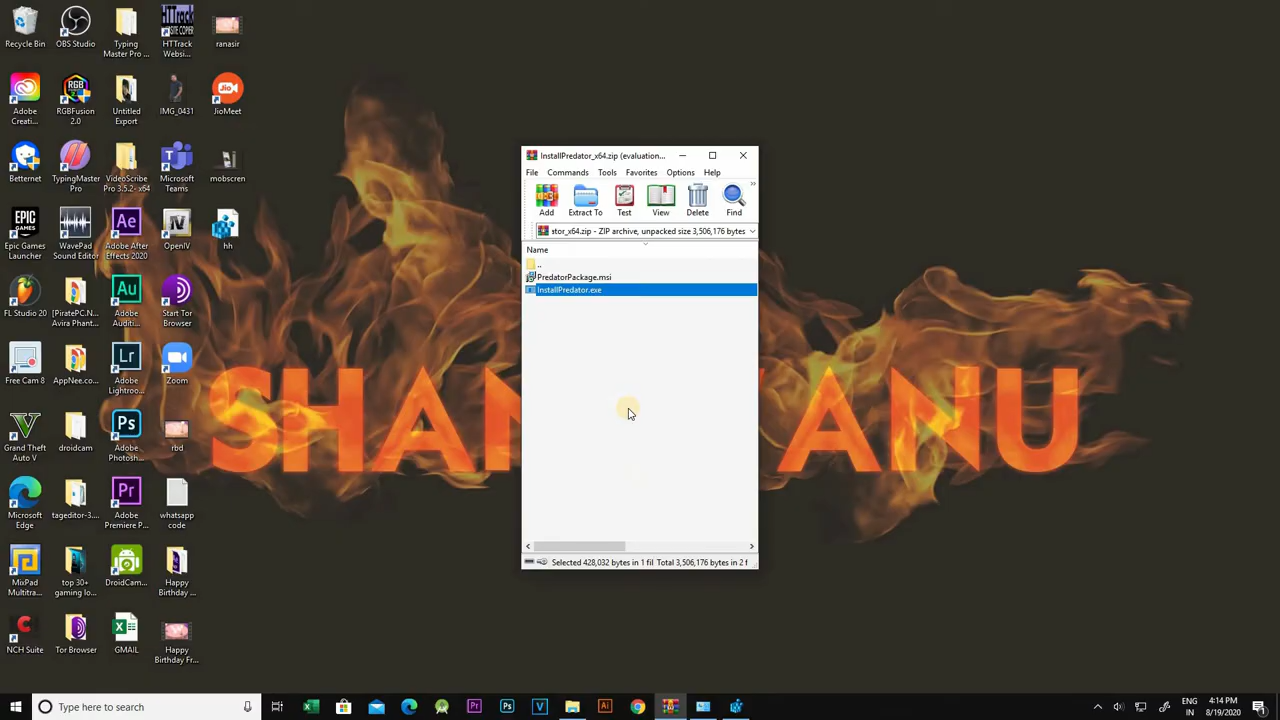 Recycle Bin
OBS Studio
Typing
Master Pro ...
HTTrack
Websi...
ranasir
Adobe
Creati...
RGBFusion
2.0
Untitled
Export
IMG_0431
JioMeet
Betternet
TypingMaster
Pro
VideoScribe
Pro 3.5.2- x64
Microsoft
Teams
mobscren
Epic Games
Launcher
WavePad
Sound Editor
Adobe After
Effects 2020
OpenIV
hh
FL Studio 20
[PiratePC.N...
Avira Phant...
Adobe
Auditi...
Start Tor
Browser
Free Cam 8
AppNee.co...
Adobe
Lightroo...
Zoom
Grand Theft
Auto V
droidcam
Adobe
Photosh...
rbd
Microsoft
Edge
tageditor-3....
Adobe
Premiere P...
whatsapp
code
MixPad
Multitra...
top 30+
gaming lo...
DroidCam...
Happy
Birthday ...
NCH Suite
Tor Browser
GMAIL
Happy
Birthday Fr...
InstallPredator_x64.zip (evaluation...
File Commands Tools Favorites Options Help
Add Extract To Test View Delete Find
ator_x64.zip - ZIP archive, unpacked size 3,506,176 bytes
Name
..
PredatorPackage.msi
InstallPredator.exe
Selected 428,032 bytes in 1 fil Total 3,506,176 bytes in 2 f
Type here to search
ENG
IN
4:14 PM
8/19/2020